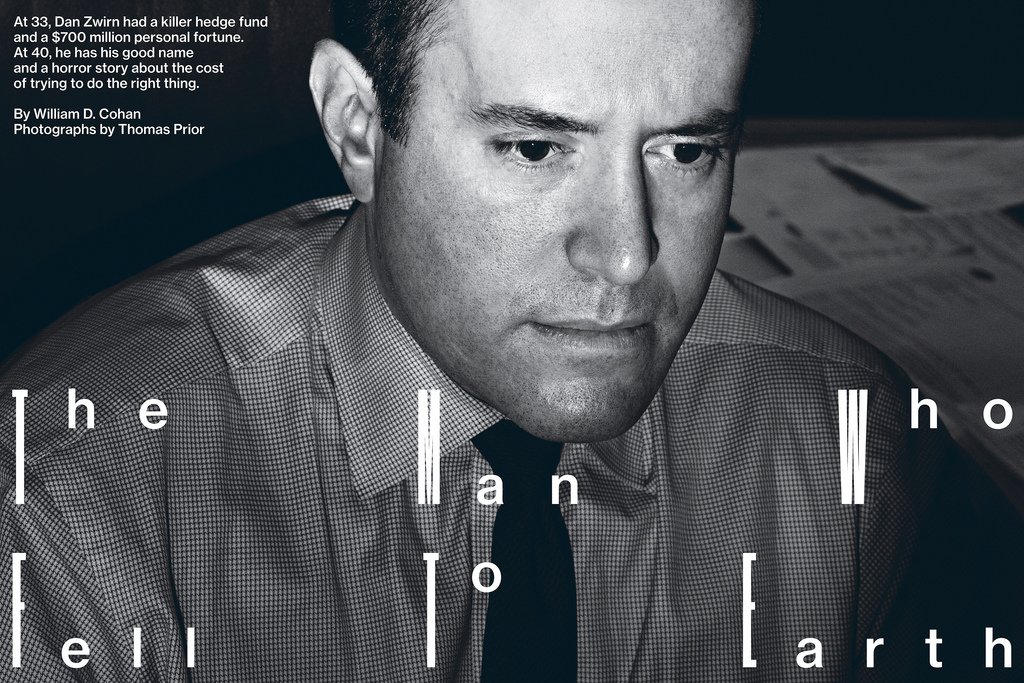 At 33, Dan Zwirn had a killer hedge fund
and a $700 million personal fortune.
At 40, he has his good name
and a horror story about the cost
of trying to do the right thing.
By William D. Cohan
Photographs by Thomas Prior
The Man Who
Fell To Earth